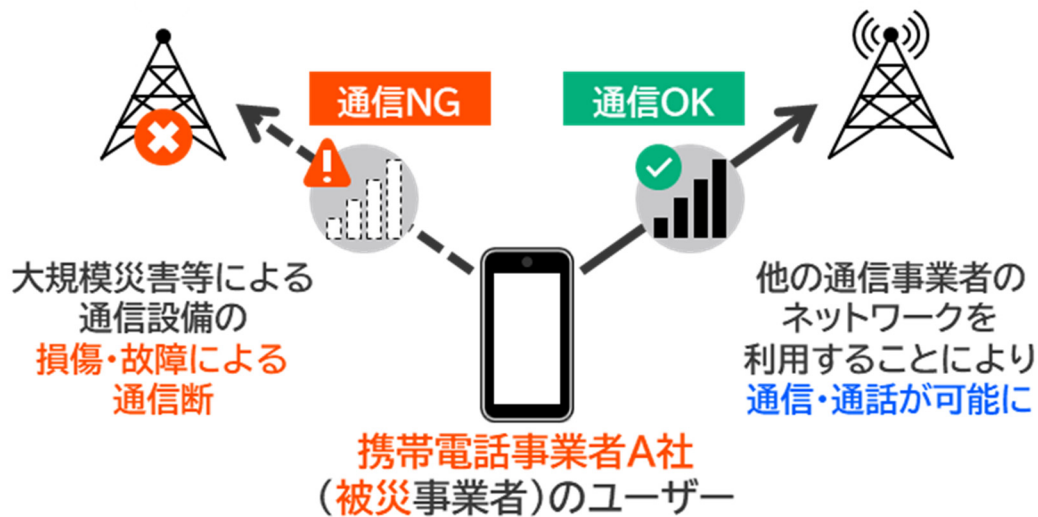 通信NG
通信OK
大規模災害等による
通信設備の
損傷・故障による
通信断
他の通信事業者の
ネットワークを
利用することにより
通信・通話が可能に
携帯電話事業者A社
（被災事業者）のユーザー